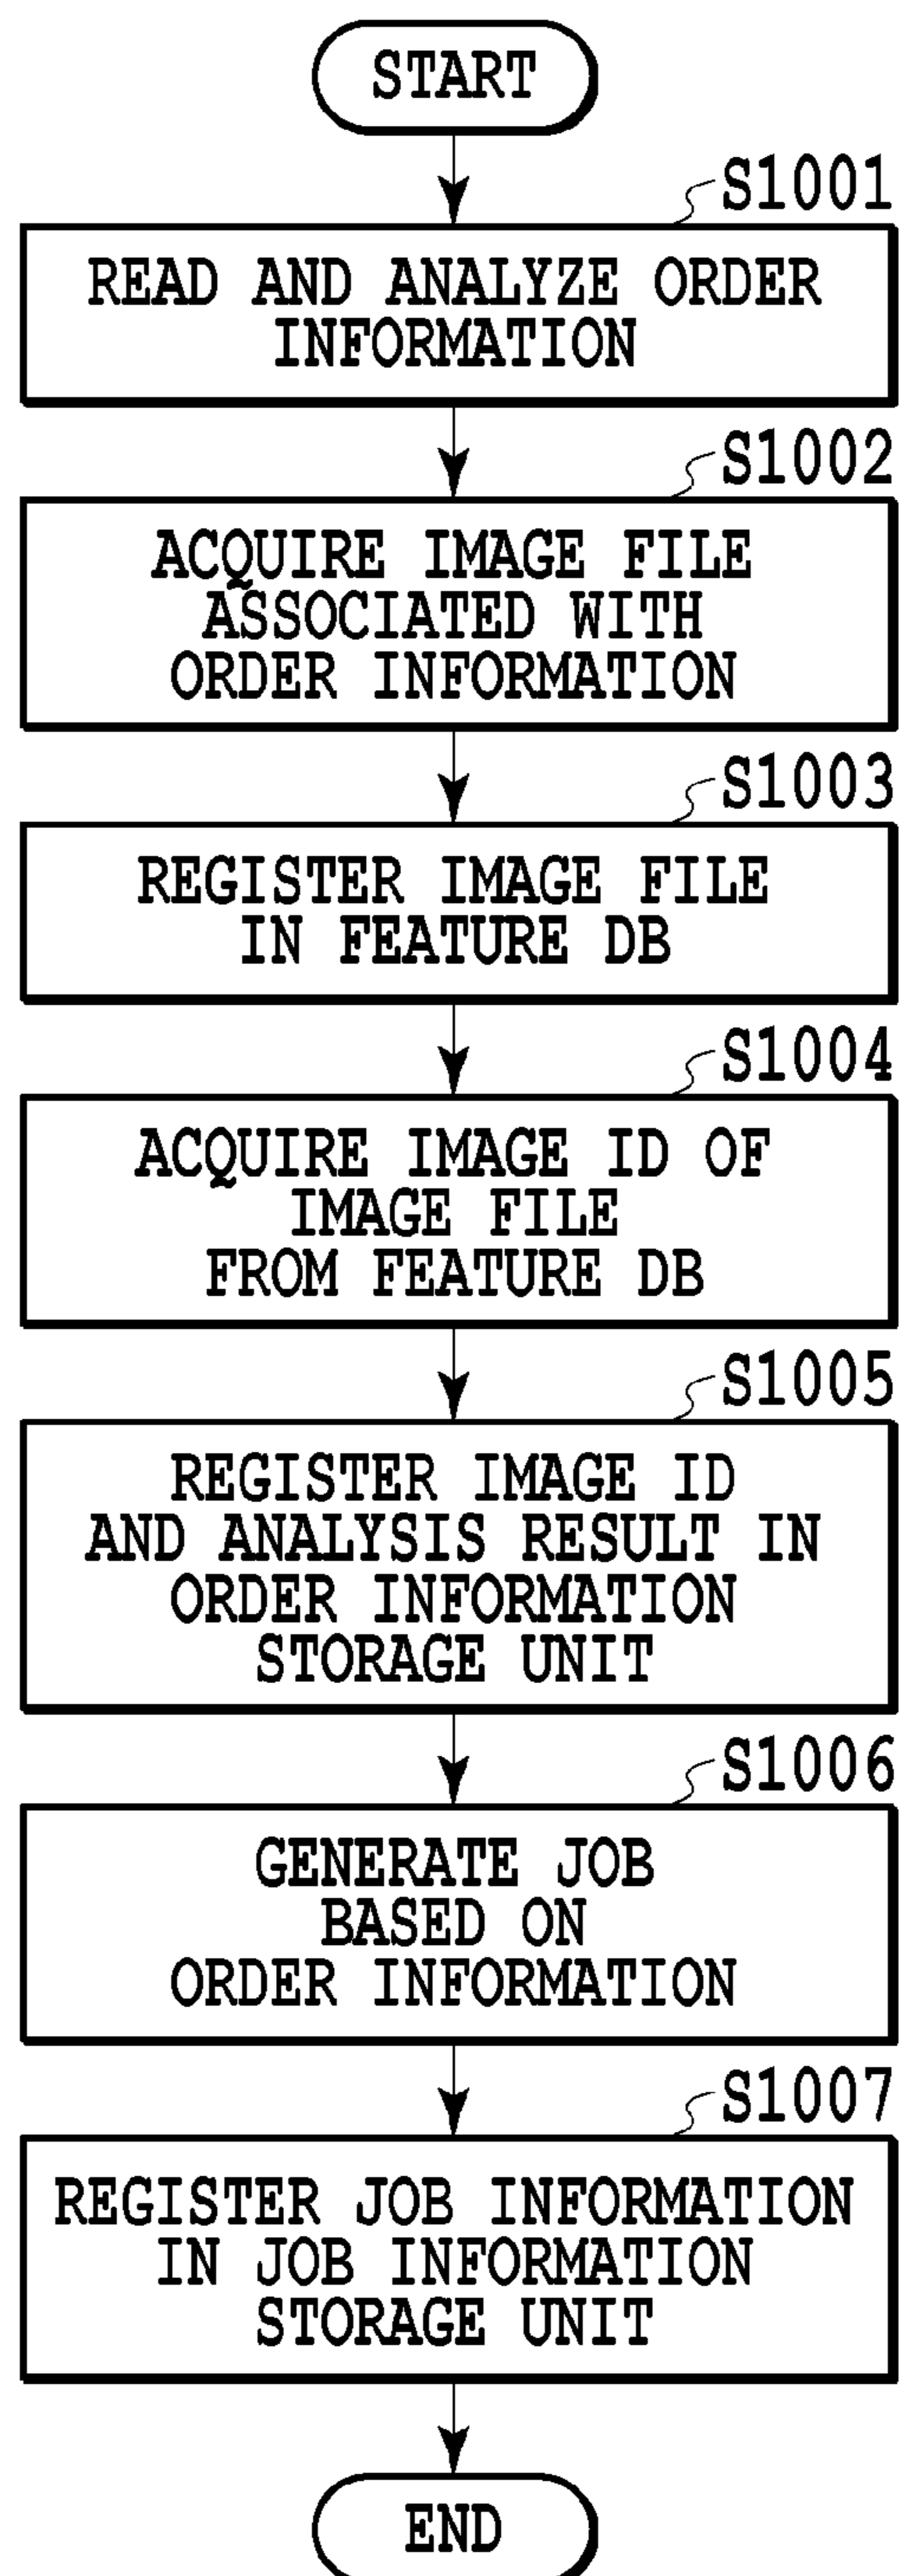 START
S1001
READ AND ANALYZE ORDER
INFORMATION
S1002
ACQUIRE IMAGE FILE
ASSOCIATED WITH
ORDER INFORMATION
S1003
REGISTER IMAGE FILE
IN FEATURE DB
S1004
ACQUIRE IMAGE ID OF
IMAGE FILE
FROM FEATURE DB
S1005
REGISTER IMAGE ID
AND ANALYSIS RESULT IN
ORDER INFORMATION
STORAGE UNIT
S1006
GENERATE JOB
BASED ON
ORDER INFORMATION
S1007
REGISTER JOB INFORMATION
IN JOB INFORMATION
STORAGE UNIT
END